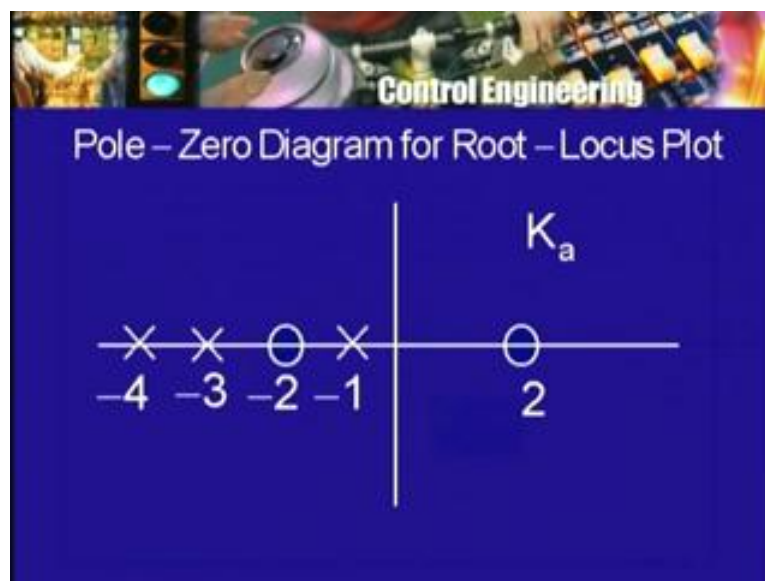 Control Engineering
Pole – Zero Diagram for Root – Locus Plot
Kₐ
–4 –3 –2 –1 2